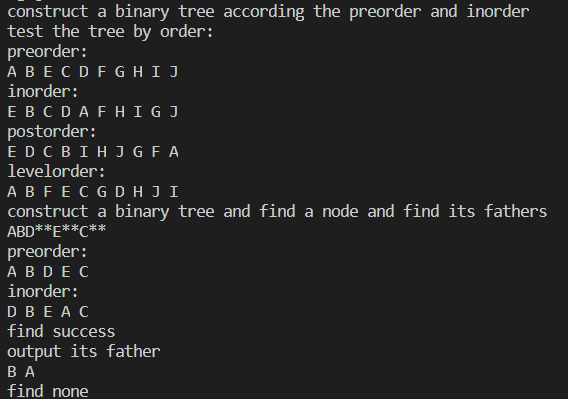 construct a binary tree according the preorder and inorder
test the tree by order:
preorder:
A B E C D F G H I J
inorder:
E B C D A F H I G J
postorder:
E D C B I H J G F A
levelorder:
A B F E C G D H J I
construct a binary tree and find a node and find its fathers
ABD**E**C**
preorder:
A B D E C
inorder:
D B E A C
find success
output its father
B A
find none